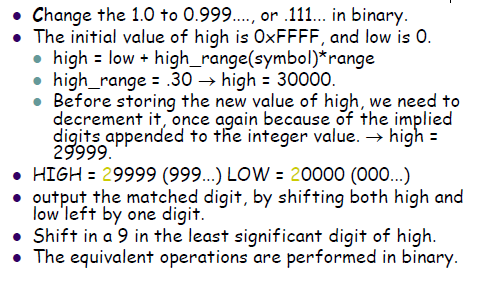 • Change the 1.0 to 0.999...., or .111... in binary.
• The initial value of high is 0xFFFF, and low is 0.
• high = low + high_range(symbol)*range
• high_range = .30 → high = 30000.
• Before storing the new value of high, we need to
decrement it, once again because of the implied
digits appended to the integer value. → high =
29999.
• HIGH = 29999 (999...) LOW = 20000 (000...)
• output the matched digit, by shifting both high and
low left by one digit.
• Shift in a 9 in the least significant digit of high.
• The equivalent operations are performed in binary.